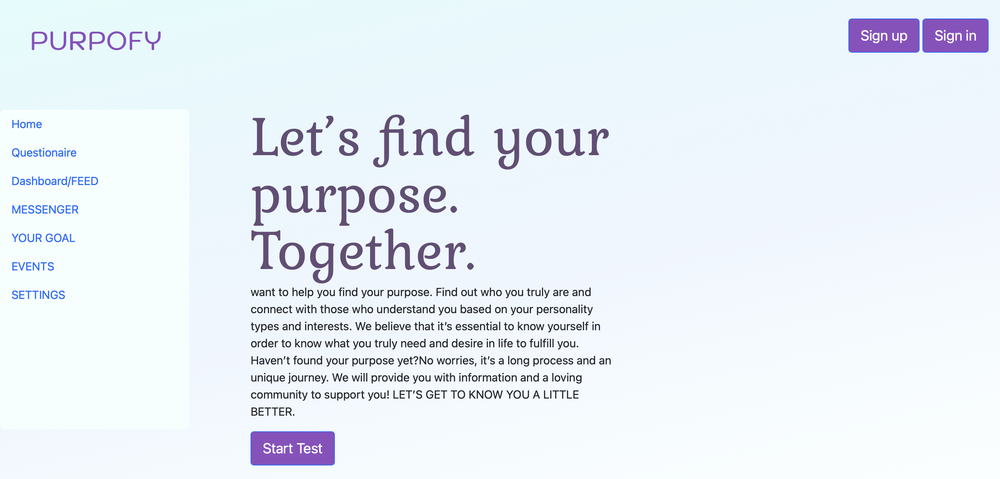 PURPOFY
Sign up
Sign in
Home
Questionaire
Dashboard/FEED
MESSENGER
YOUR GOAL
EVENTS
SETTINGS
Let’s find your
purpose.
Together.
want to help you find your purpose. Find out who you truly are and
connect with those who understand you based on your personality
types and interests. We believe that it’s essential to know yourself in
order to know what you truly need and desire in life to fulfill you.
Haven’t found your purpose yet?No worries, it’s a long process and an
unique journey. We will provide you with information and a loving
community to support you! LET’S GET TO KNOW YOU A LITTLE
BETTER.
Start Test